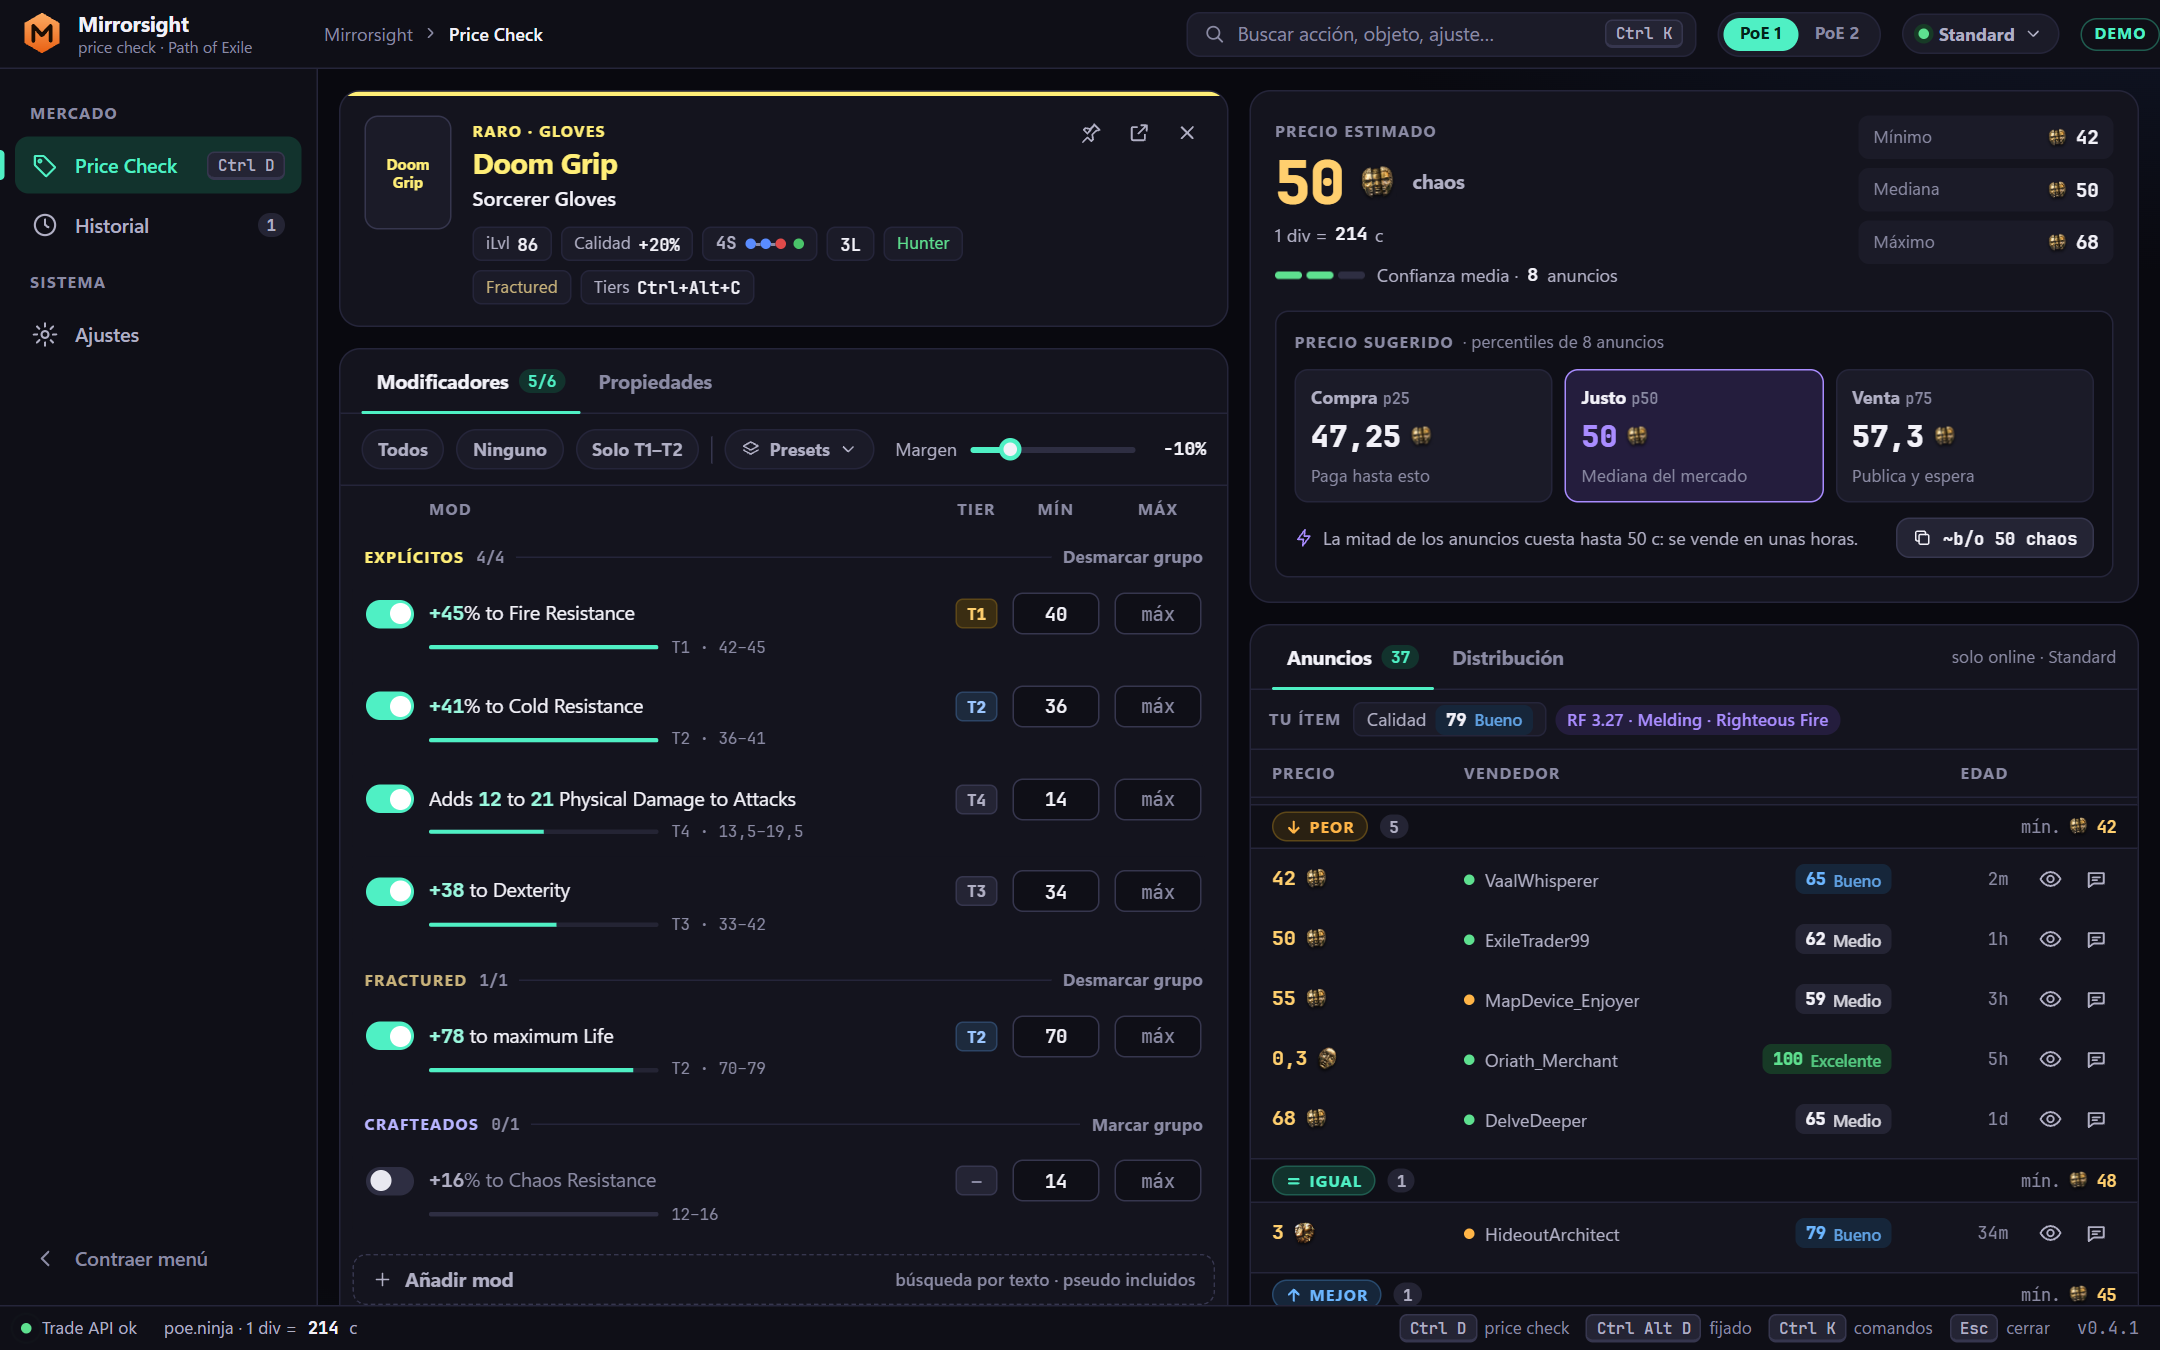 Mirrorsight
price check · Path of Exile
Mirrorsight > Price Check
Buscar acción, objeto, ajuste... Ctrl K
PoE 1 PoE 2
Standard
DEMO
MERCADO
Price Check Ctrl D
Historial 1
SISTEMA
Ajustes
Contraer menú
Doom
Grip
RARO · GLOVES
Doom Grip
Sorcerer Gloves
iLvl 86 Calidad +20% 4S 3L Hunter
Fractured Tiers Ctrl+Alt+C
Modificadores 5/6 Propiedades
Todos Ninguno Solo T1–T2 Presets Margen -10%
MOD TIER MÍN MÁX
EXPLÍCITOS 4/4 Desmarcar grupo
+45% to Fire Resistance T1 40 máx
T1 · 42–45
+41% to Cold Resistance T2 36 máx
T2 · 36–41
Adds 12 to 21 Physical Damage to Attacks T4 14 máx
T4 · 13,5–19,5
+38 to Dexterity T3 34 máx
T3 · 33–42
FRACTURED 1/1 Desmarcar grupo
+78 to maximum Life T2 70 máx
T2 · 70–79
CRAFTEADOS 0/1 Marcar grupo
+16% to Chaos Resistance – 14 máx
12–16
+ Añadir mod búsqueda por texto · pseudo incluidos
PRECIO ESTIMADO
50 chaos
1 div = 214 c
Confianza media · 8 anuncios
Mínimo 42
Mediana 50
Máximo 68
PRECIO SUGERIDO · percentiles de 8 anuncios
Compra p25
47,25
Paga hasta esto
Justo p50
50
Mediana del mercado
Venta p75
57,3
Publica y espera
La mitad de los anuncios cuesta hasta 50 c: se vende en unas horas.
~b/o 50 chaos
Anuncios 37 Distribución solo online · Standard
TU ÍTEM Calidad 79 Bueno RF 3.27 · Melding · Righteous Fire
PRECIO VENDEDOR EDAD
↓ PEOR 5 mín. 42
42 VaalWhisperer 65 Bueno 2m
50 ExileTrader99 62 Medio 1h
55 MapDevice_Enjoyer 59 Medio 3h
0,3 Oriath_Merchant 100 Excelente 5h
68 DelveDeeper 65 Medio 1d
= IGUAL 1 mín. 48
3 HideoutArchitect 79 Bueno 34m
↑ MEJOR 1 mín. 45
Trade API ok poe.ninja · 1 div = 214 c
Ctrl D price check Ctrl Alt D fijado Ctrl K comandos Esc cerrar v0.4.1